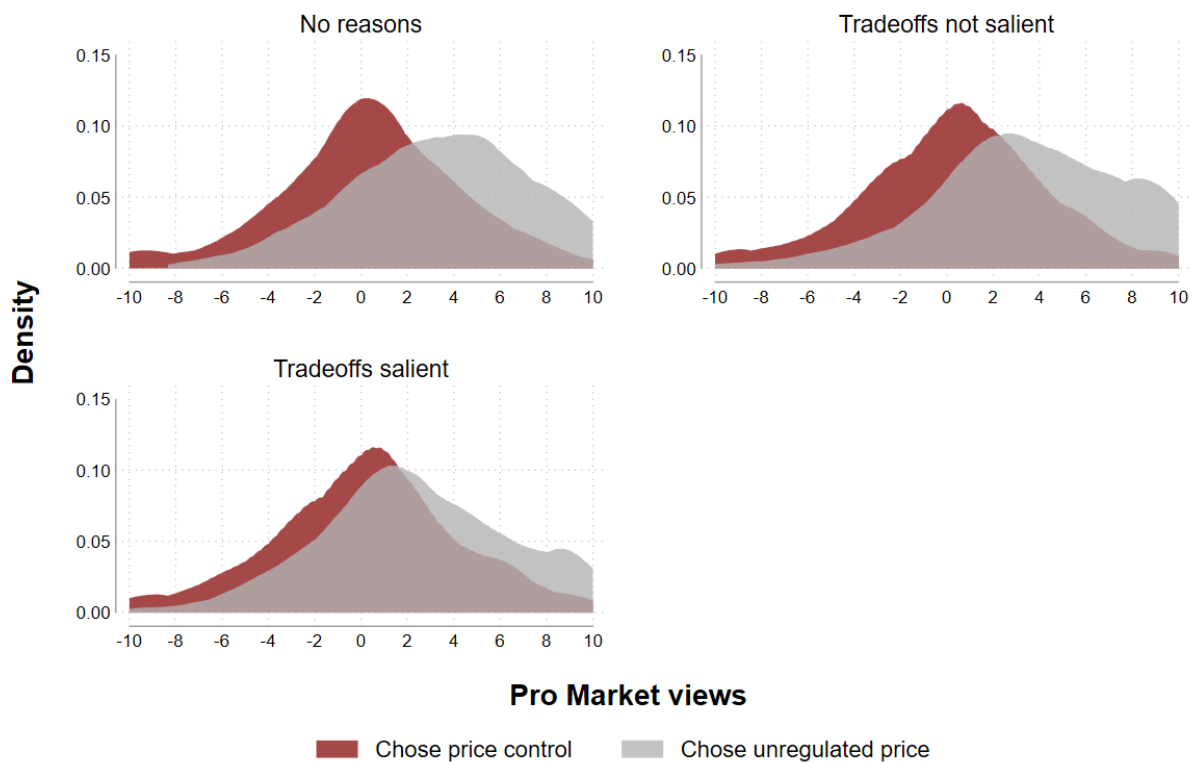 No reasons
Tradeoffs not salient
0.15
0.10
0.05
0.00
-10 -8 -6 -4 -2 0 2 4 6 8 10
0.15
0.10
0.05
0.00
-10 -8 -6 -4 -2 0 2 4 6 8 10
Tradeoffs salient
0.15
0.10
0.05
0.00
-10 -8 -6 -4 -2 0 2 4 6 8 10
Density
Pro Market views
Chose price control
Chose unregulated price